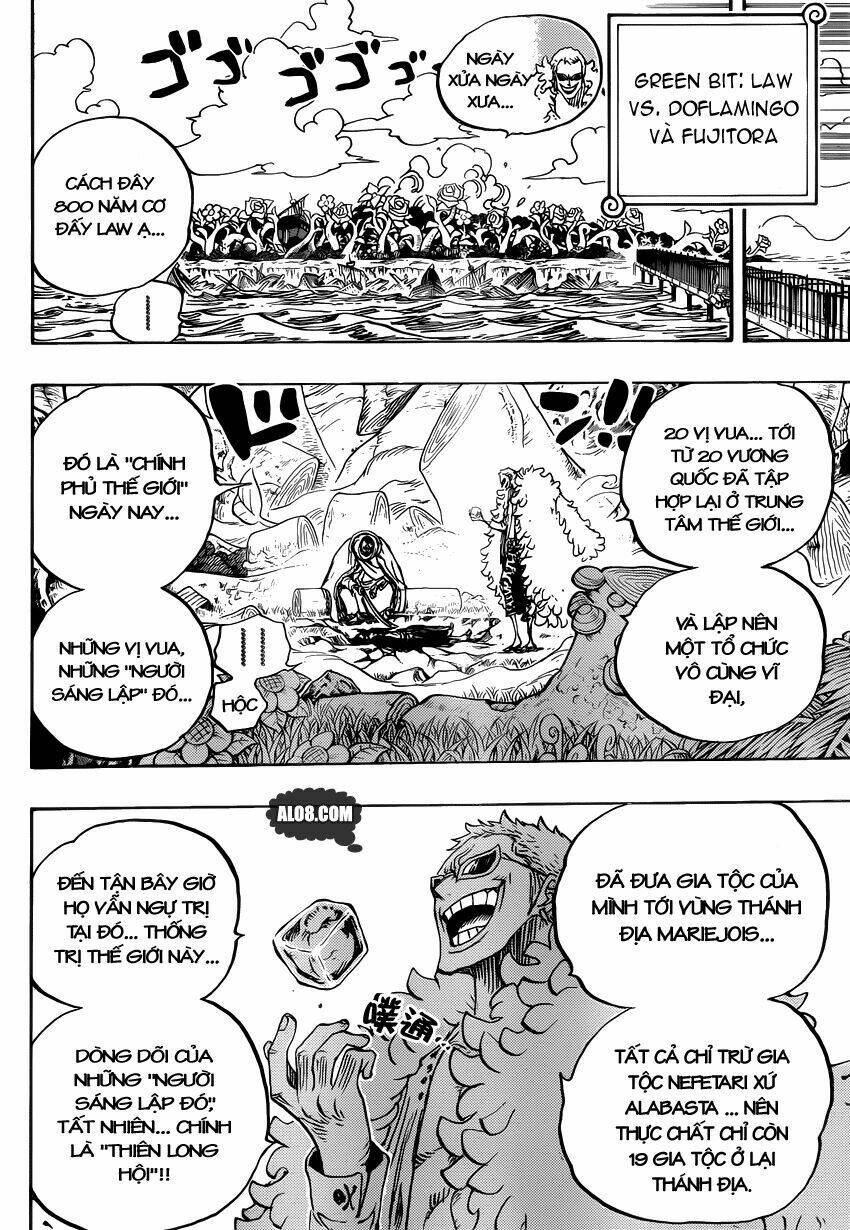 GREEN BIT: LAW
VS. DOFLAMINGO
VÀ FUJITORA
ゴゴゴゴゴ
NGÀY
XỬA NGÀY
XƯA...
CÁCH ĐÂY
800 NĂM CƠ
ĐẤY LAW Ạ...
ド
ン!!
20 VỊ VUA... TỚI
TỪ 20 VƯƠNG
QUỐC ĐÃ TẬP
HỢP LẠI Ở TRUNG
TÂM THẾ GIỚI...
VÀ LẬP NÊN
MỘT TỔ CHỨC
VÔ CÙNG VĨ
ĐẠI,
ĐÓ LÀ "CHÍNH
PHỦ THẾ GIỚI"
NGÀY NAY...
NHỮNG VỊ VUA,
NHỮNG "NGƯỜI
SÁNG LẬP" ĐÓ...
HỘC
ALO8.COM
ĐÃ ĐƯA GIA TỘC CỦA
MÌNH TỚI VÙNG THÁNH
ĐỊA MARIEJOIS...
TẤT CẢ CHỈ TRỪ GIA
TỘC NEFETARI XỨ
ALABASTA ... NÊN
THỰC CHẤT CHỈ CÒN
19 GIA TỘC Ở LẠI
THÁNH ĐỊA.
噗通!!
ĐẾN TẬN BÂY GIỜ
HỌ VẪN NGỰ TRỊ
TẠI ĐÓ... THỐNG
TRỊ THẾ GIỚI NÀY...
DÒNG DÕI CỦA
NHỮNG "NGƯỜI
SÁNG LẬP ĐÓ",
TẤT NHIÊN... CHÍNH
LÀ "THIÊN LONG
HỘI"!!